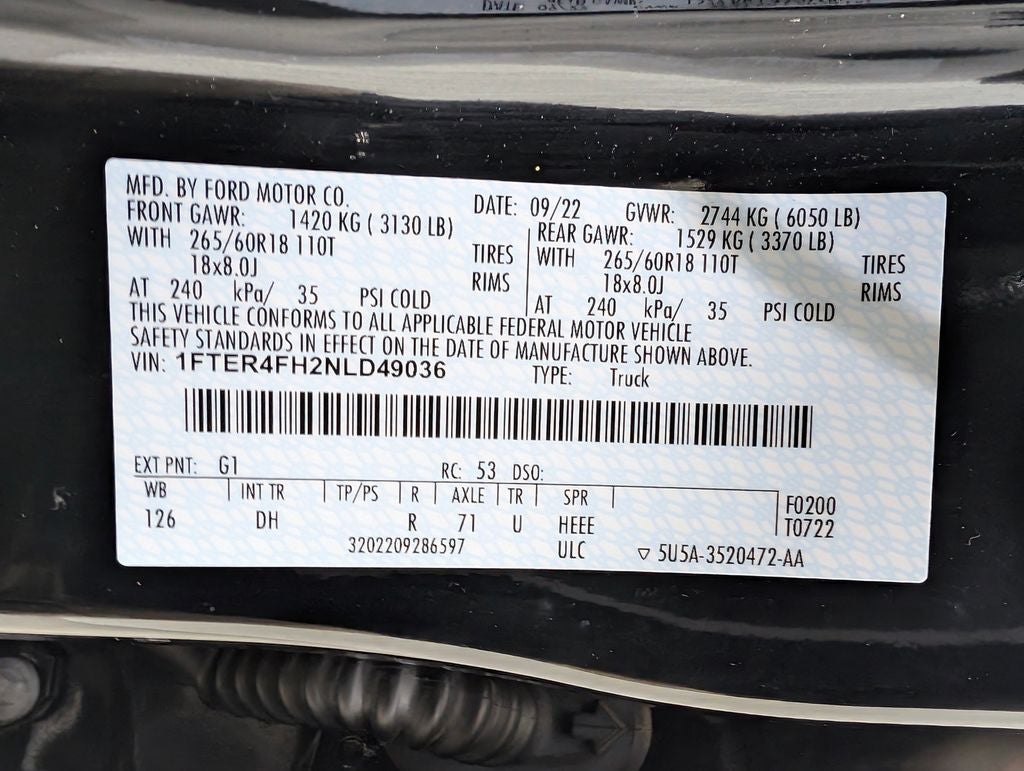 MFD. BY FORD MOTOR CO. DATE: 09/22 GVWR: 2744 KG ( 6050 LB)
FRONT GAWR: 1420 KG ( 3130 LB) REAR GAWR: 1529 KG ( 3370 LB)
WITH 265/60R18 110T TIRES WITH 265/60R18 110T TIRES
18x8.0J RIMS 18x8.0J RIMS
AT 240 kPa/ 35 PSI COLD AT 240 kPa/ 35 PSI COLD
THIS VEHICLE CONFORMS TO ALL APPLICABLE FEDERAL MOTOR VEHICLE
SAFETY STANDARDS IN EFFECT ON THE DATE OF MANUFACTURE SHOWN ABOVE.
VIN: 1FTER4FH2NLD49036 TYPE: Truck
EXT PNT: G1 RC: 53 DSO:
WB INT TR TP/PS R AXLE TR SPR F0200
126 DH R 71 U HEEE T0722
3202209286597 ULC ▽ 5U5A-3520472-AA